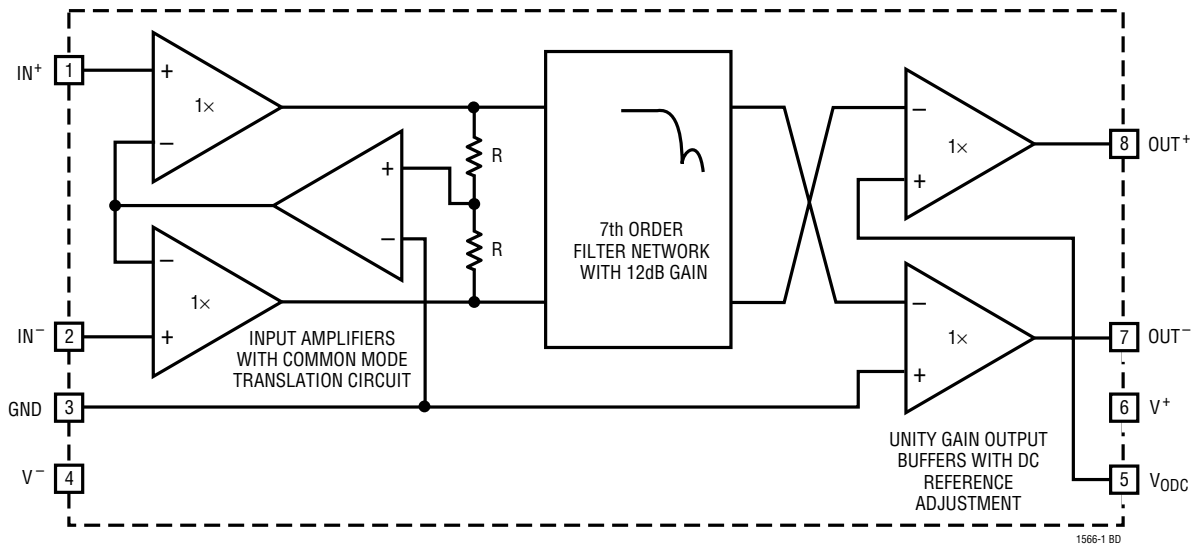 IN+
1
+
1×
−
+
−
R
R
−
1×
+
IN−
2
INPUT AMPLIFIERS
WITH COMMON MODE
TRANSLATION CIRCUIT
GND
3
V−
4
7th ORDER
FILTER NETWORK
WITH 12dB GAIN
−
1×
+
8
OUT+
−
1×
+
7
OUT−
6
V+
UNITY GAIN OUTPUT
BUFFERS WITH DC
REFERENCE
ADJUSTMENT
5
VODC
1566-1 BD